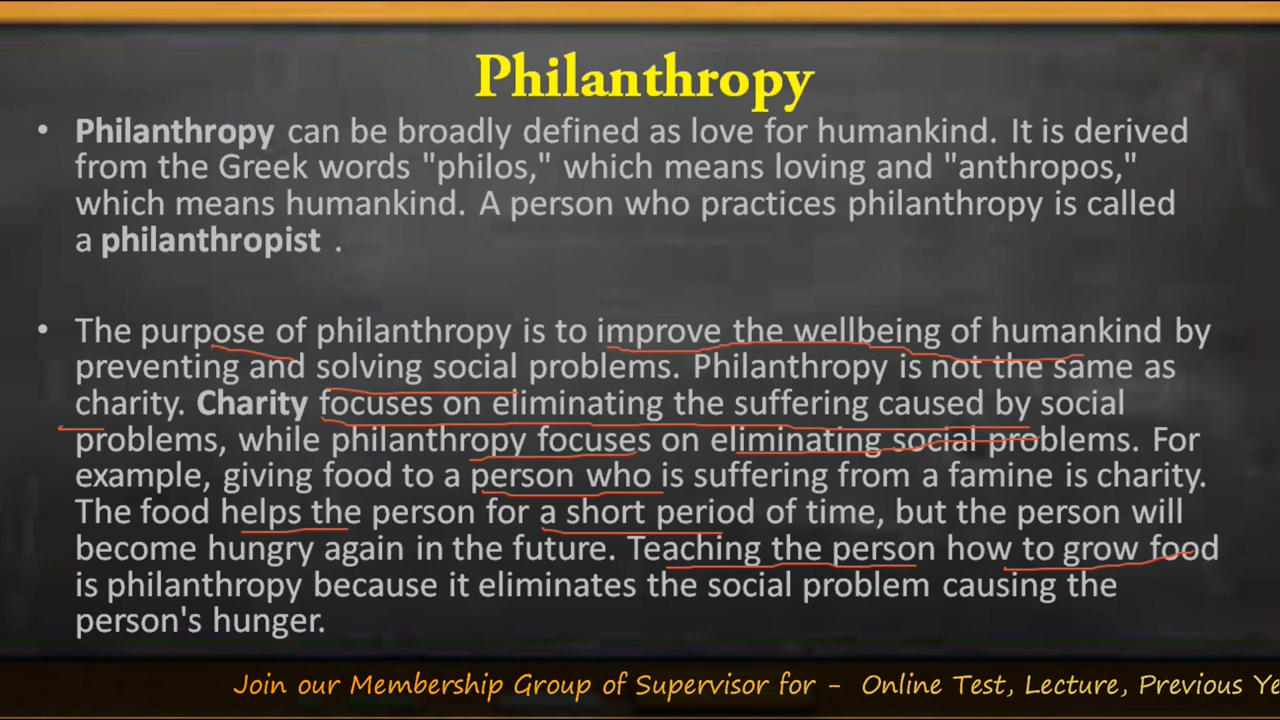 Philanthropy
• Philanthropy can be broadly defined as love for humankind. It is derived
from the Greek words "philos," which means loving and "anthropos,"
which means humankind. A person who practices philanthropy is called
a philanthropist .
• The purpose of philanthropy is to improve the wellbeing of humankind by
preventing and solving social problems. Philanthropy is not the same as
charity. Charity focuses on eliminating the suffering caused by social
problems, while philanthropy focuses on eliminating social problems. For
example, giving food to a person who is suffering from a famine is charity.
The food helps the person for a short period of time, but the person will
become hungry again in the future. Teaching the person how to grow food
is philanthropy because it eliminates the social problem causing the
person's hunger.
Join our Membership Group of Supervisor for - Online Test, Lecture, Previous Ye